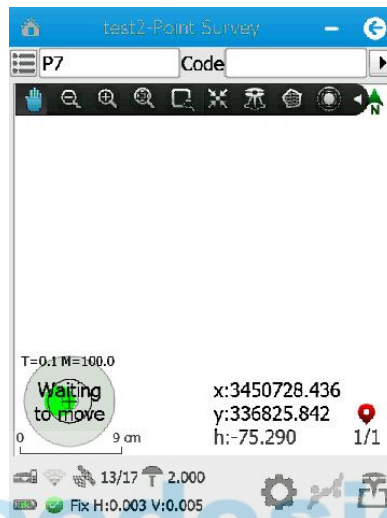 test2-Point Survey
P7 Code
N
T=0.1 M=100.0
Waiting
to move
0 9 cm
x:3450728.436
y:336825.842
h:-75.290 1/1
13/17 2.000
Fix H:0.003 V:0.005